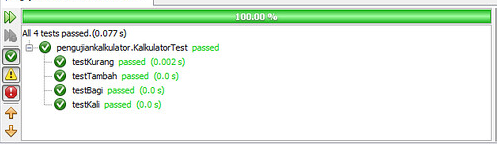 100.00 %
All 4 tests passed.(0.077 s)
pengujiankalkulator.KalkulatorTest passed
testKurang passed (0.002 s)
testTambah passed (0.0 s)
testBagi passed (0.0 s)
testKali passed (0.0 s)